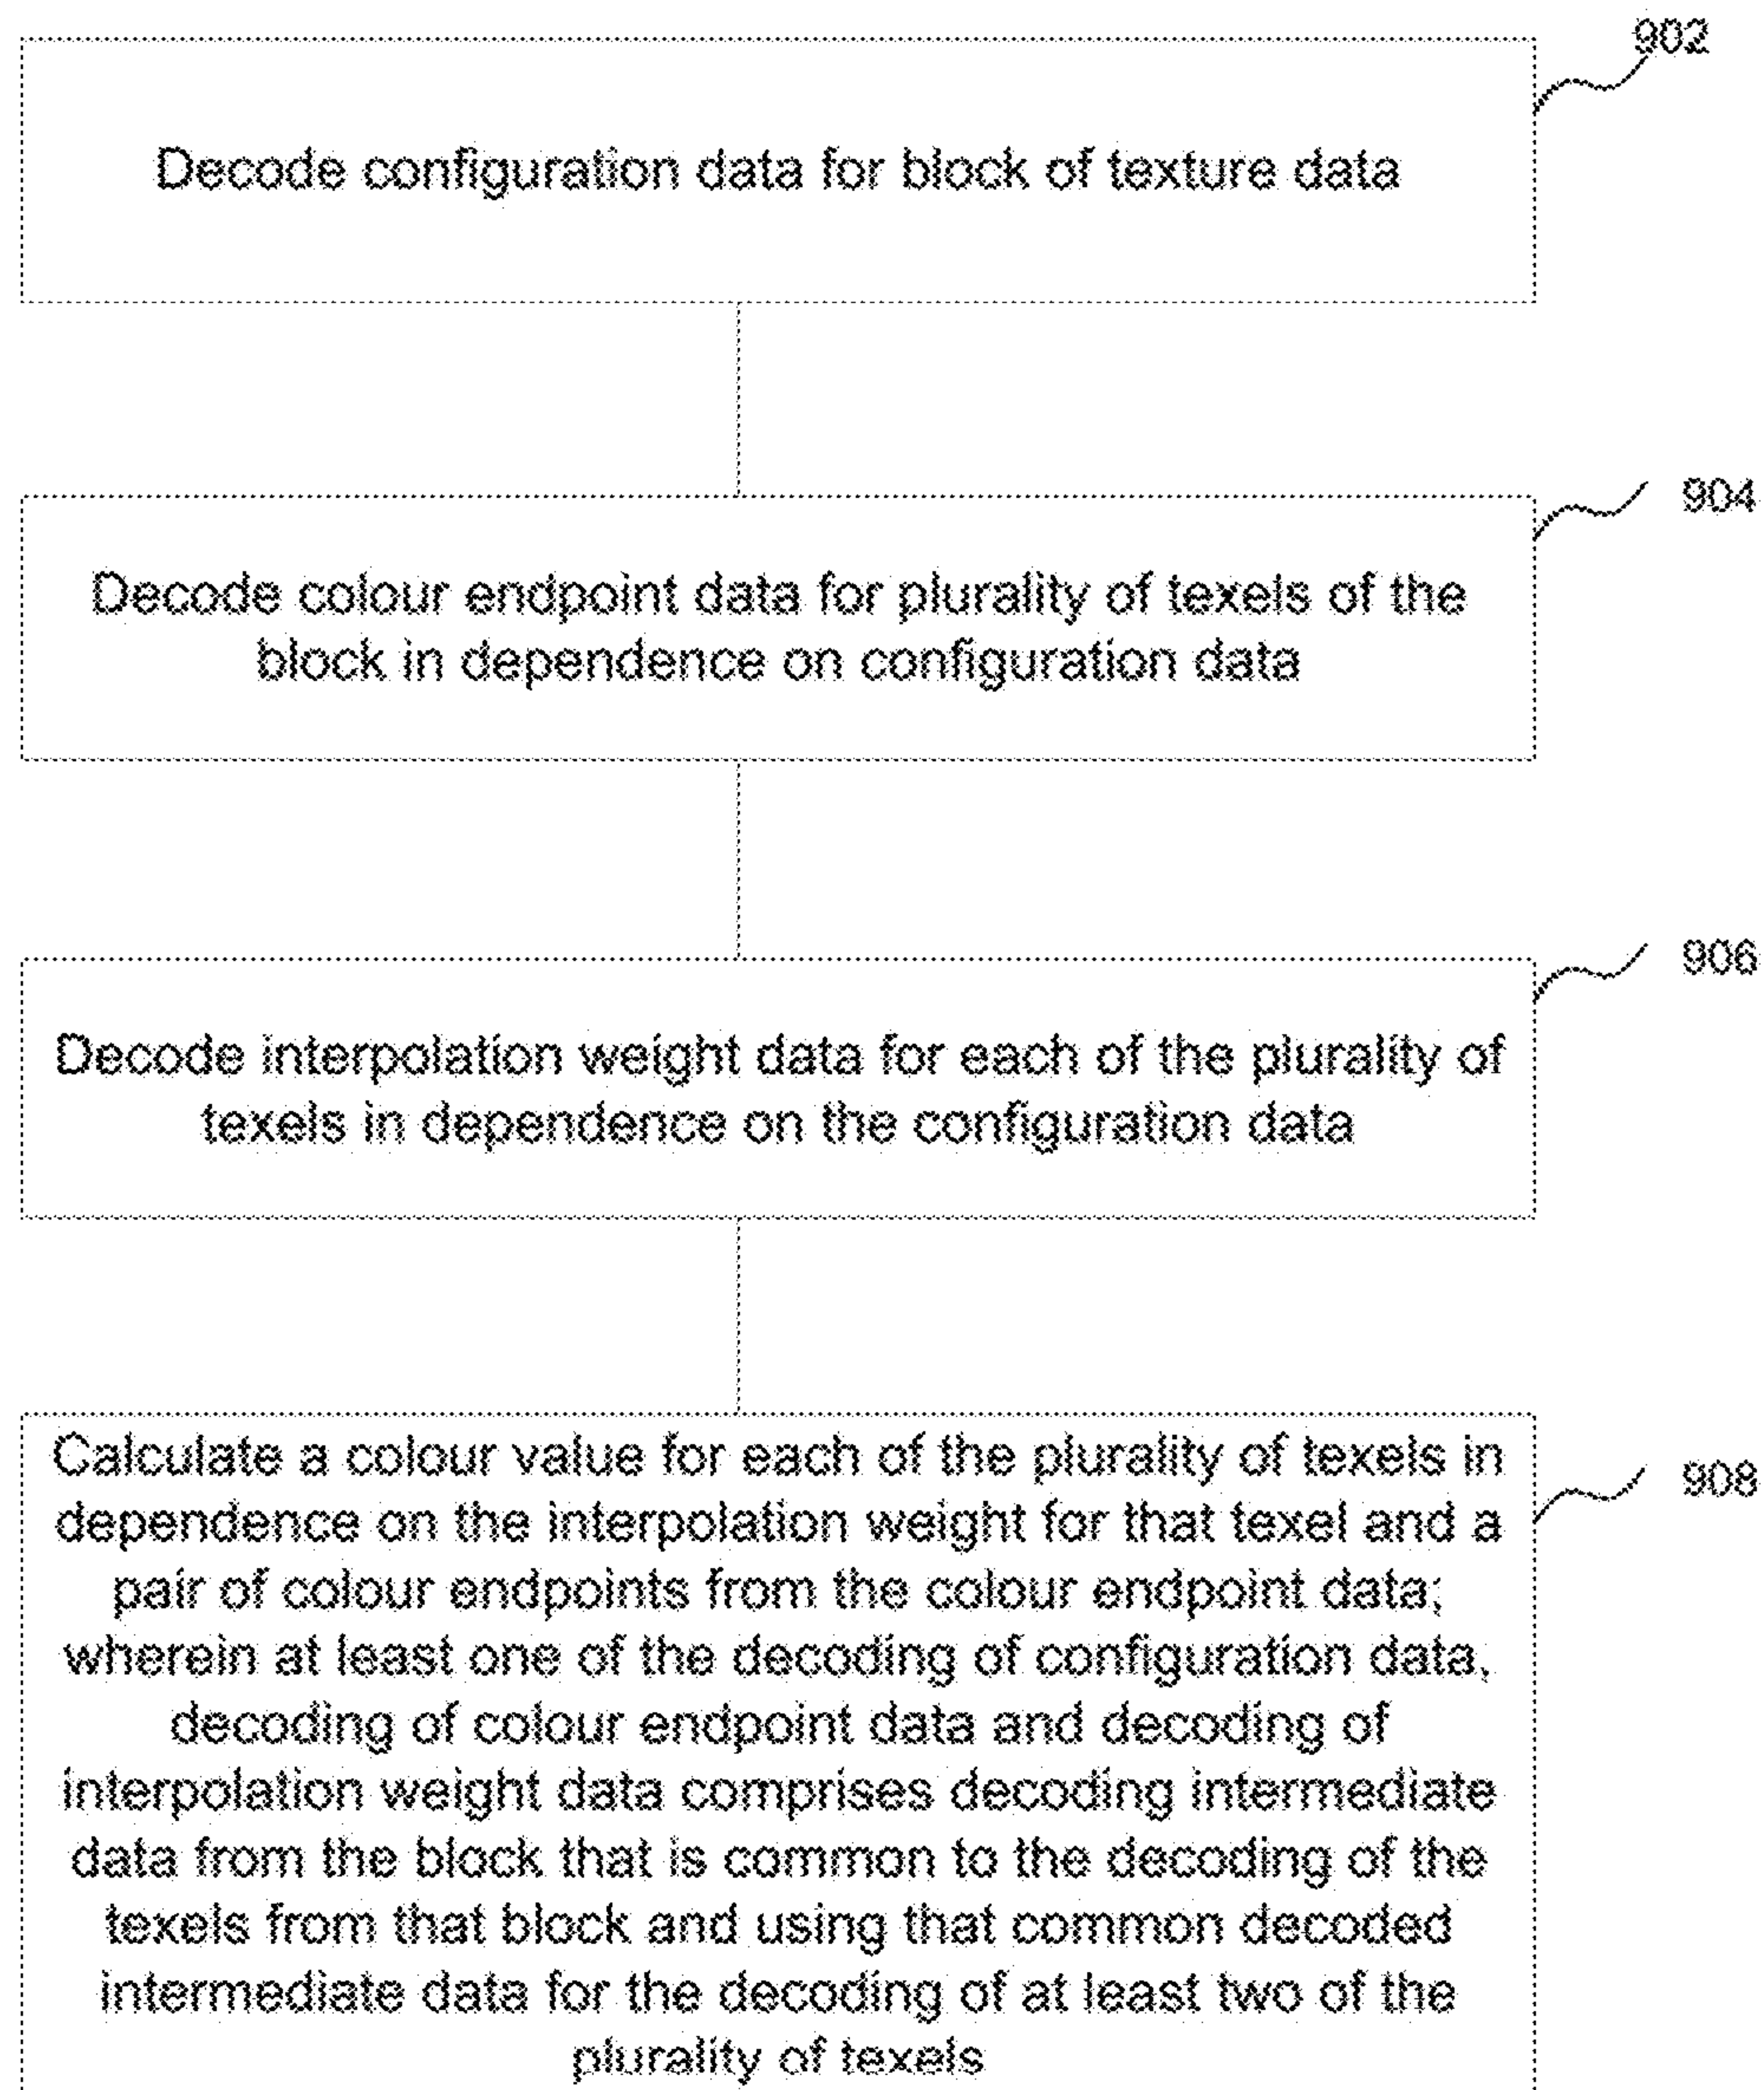 902
Decode configuration data for block of texture data
904
Decode colour endpoint data for plurality of texels of the
block in dependence on configuration data
906
Decode interpolation weight data for each of the plurality of
texels in dependence on the configuration data
Calculate a colour value for each of the plurality of texels in
908
dependence on the interpolation weight for that texel and a
pair of colour endpoints from the colour endpoint data;
wherein at least one of the decoding of configuration data,
decoding of colour endpoint data and decoding of
interpolation weight data comprises decoding intermediate
data from the block that is common to the decoding of the
texels from that block and using that common decoded
intermediate data for the decoding of at least two of the
plurality of texels